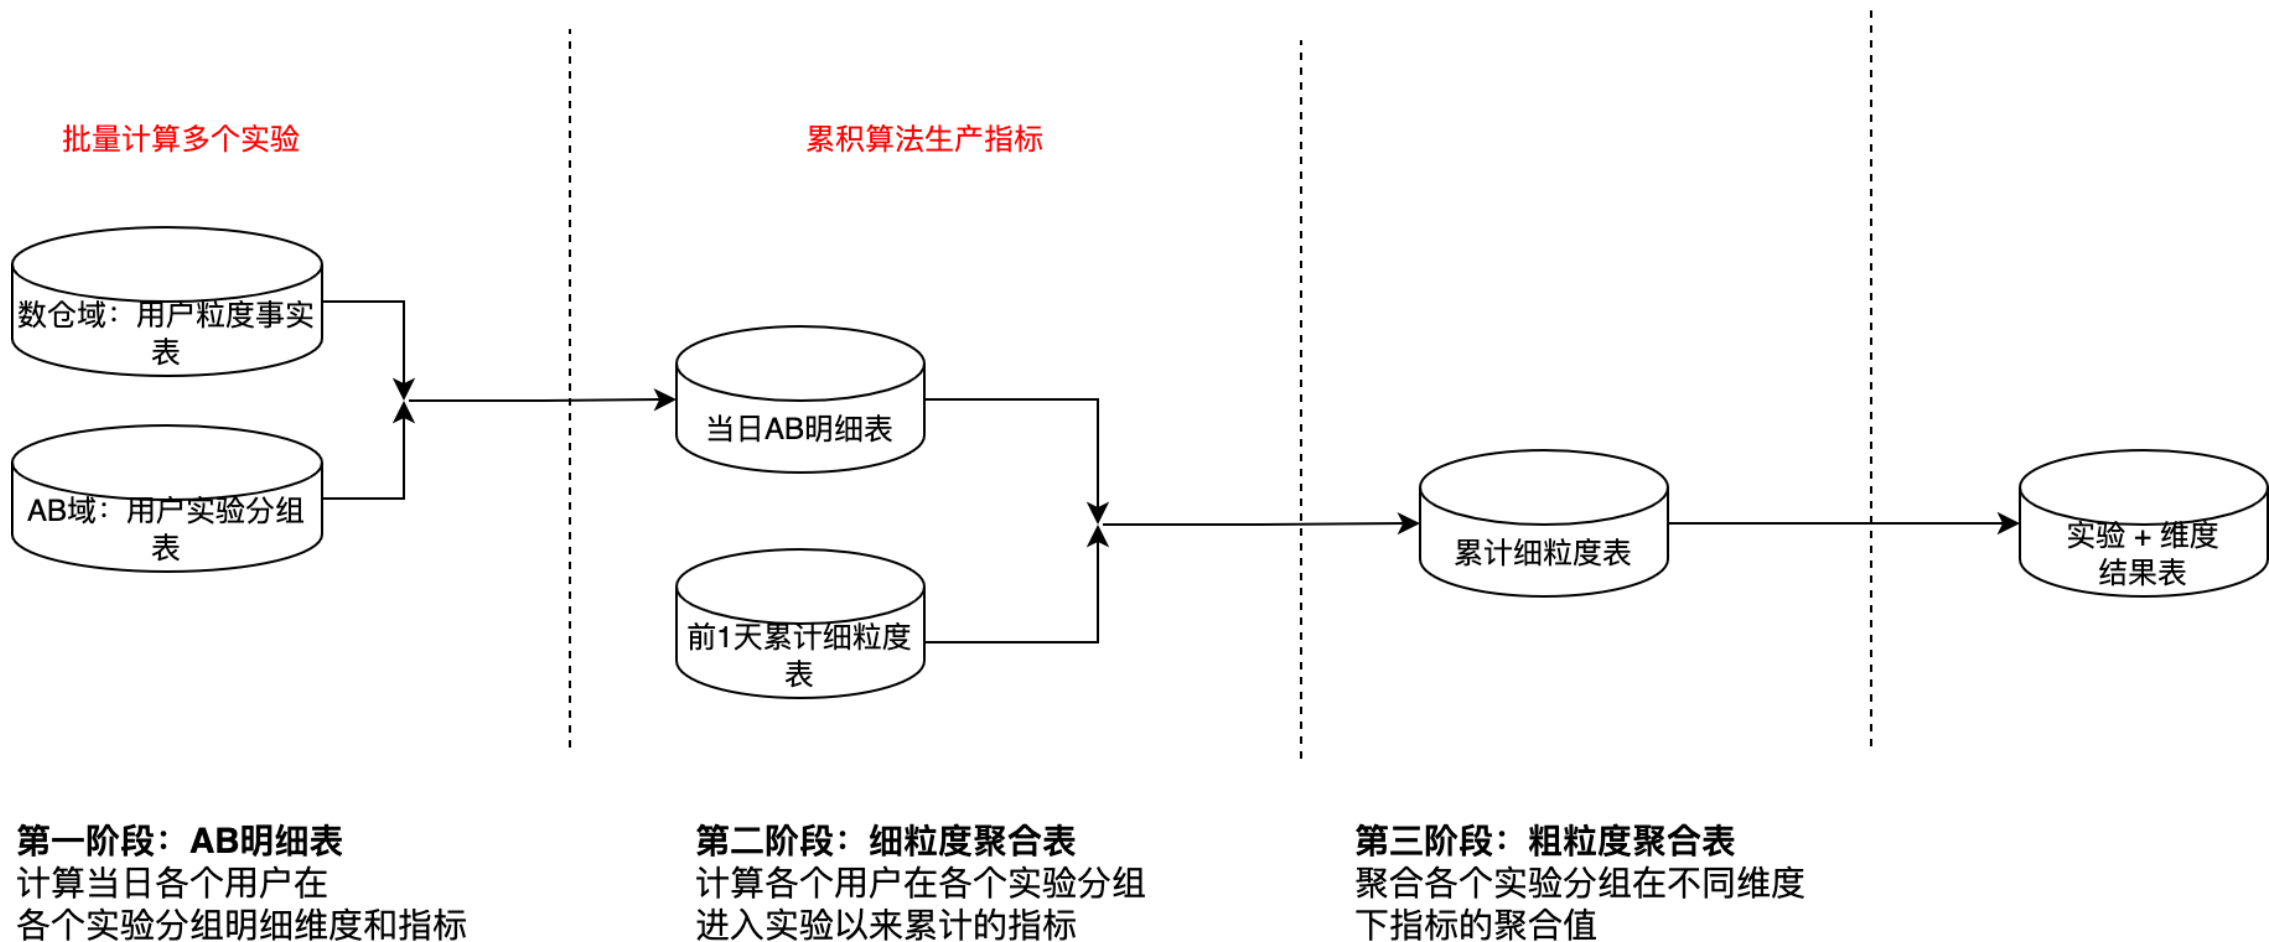 批量计算多个实验
累积算法生产指标
数仓域：用户粒度事实
表
AB域：用户实验分组
表
当日AB明细表
前1天累计细粒度
表
累计细粒度表
实验 + 维度
结果表
第一阶段：AB明细表
计算当日各个用户在
各个实验分组明细维度和指标
第二阶段：细粒度聚合表
计算各个用户在各个实验分组
进入实验以来累计的指标
第三阶段：粗粒度聚合表
聚合各个实验分组在不同维度
下指标的聚合值